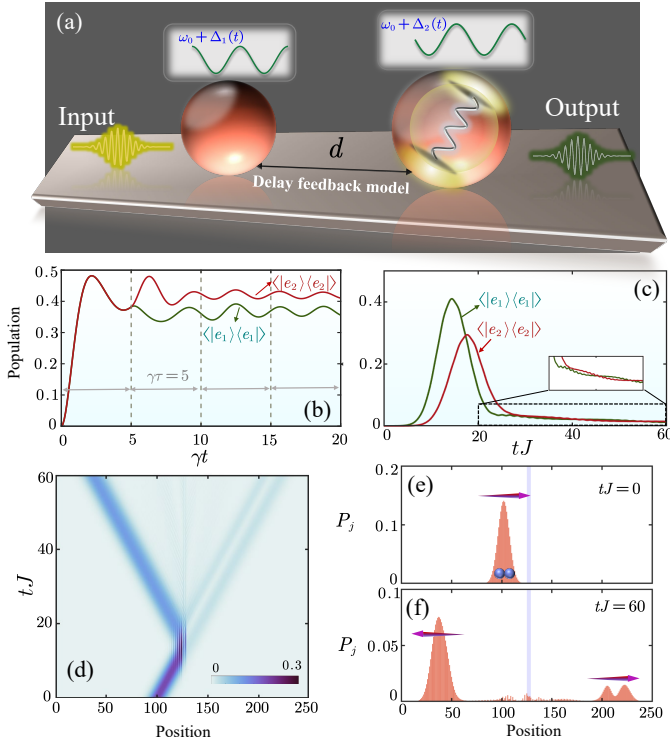 (a)
ω₀ + Δ₁(t)
ω₀ + Δ₂(t)
Input
Output
d
Delay feedback model
0.5
0.4
0.3
0.2
0.1
0
Population
⟨|e₂⟩⟨e₂|⟩
⟨|e₁⟩⟨e₁|⟩
γτ = 5
(b)
0 5 10 15 20
γt
(c)
0.4
0.2
0
⟨|e₁⟩⟨e₁|⟩
⟨|e₂⟩⟨e₂|⟩
0 20 40 60
tJ
60
40
20
0
tJ
(d)
0 0.3
0 50 100 150 200 250
Position
(e)
tJ = 0
0.2
0.1
0
P_j
(f)
tJ = 60
0.1
0.05
0
P_j
0 50 100 150 200 250
Position